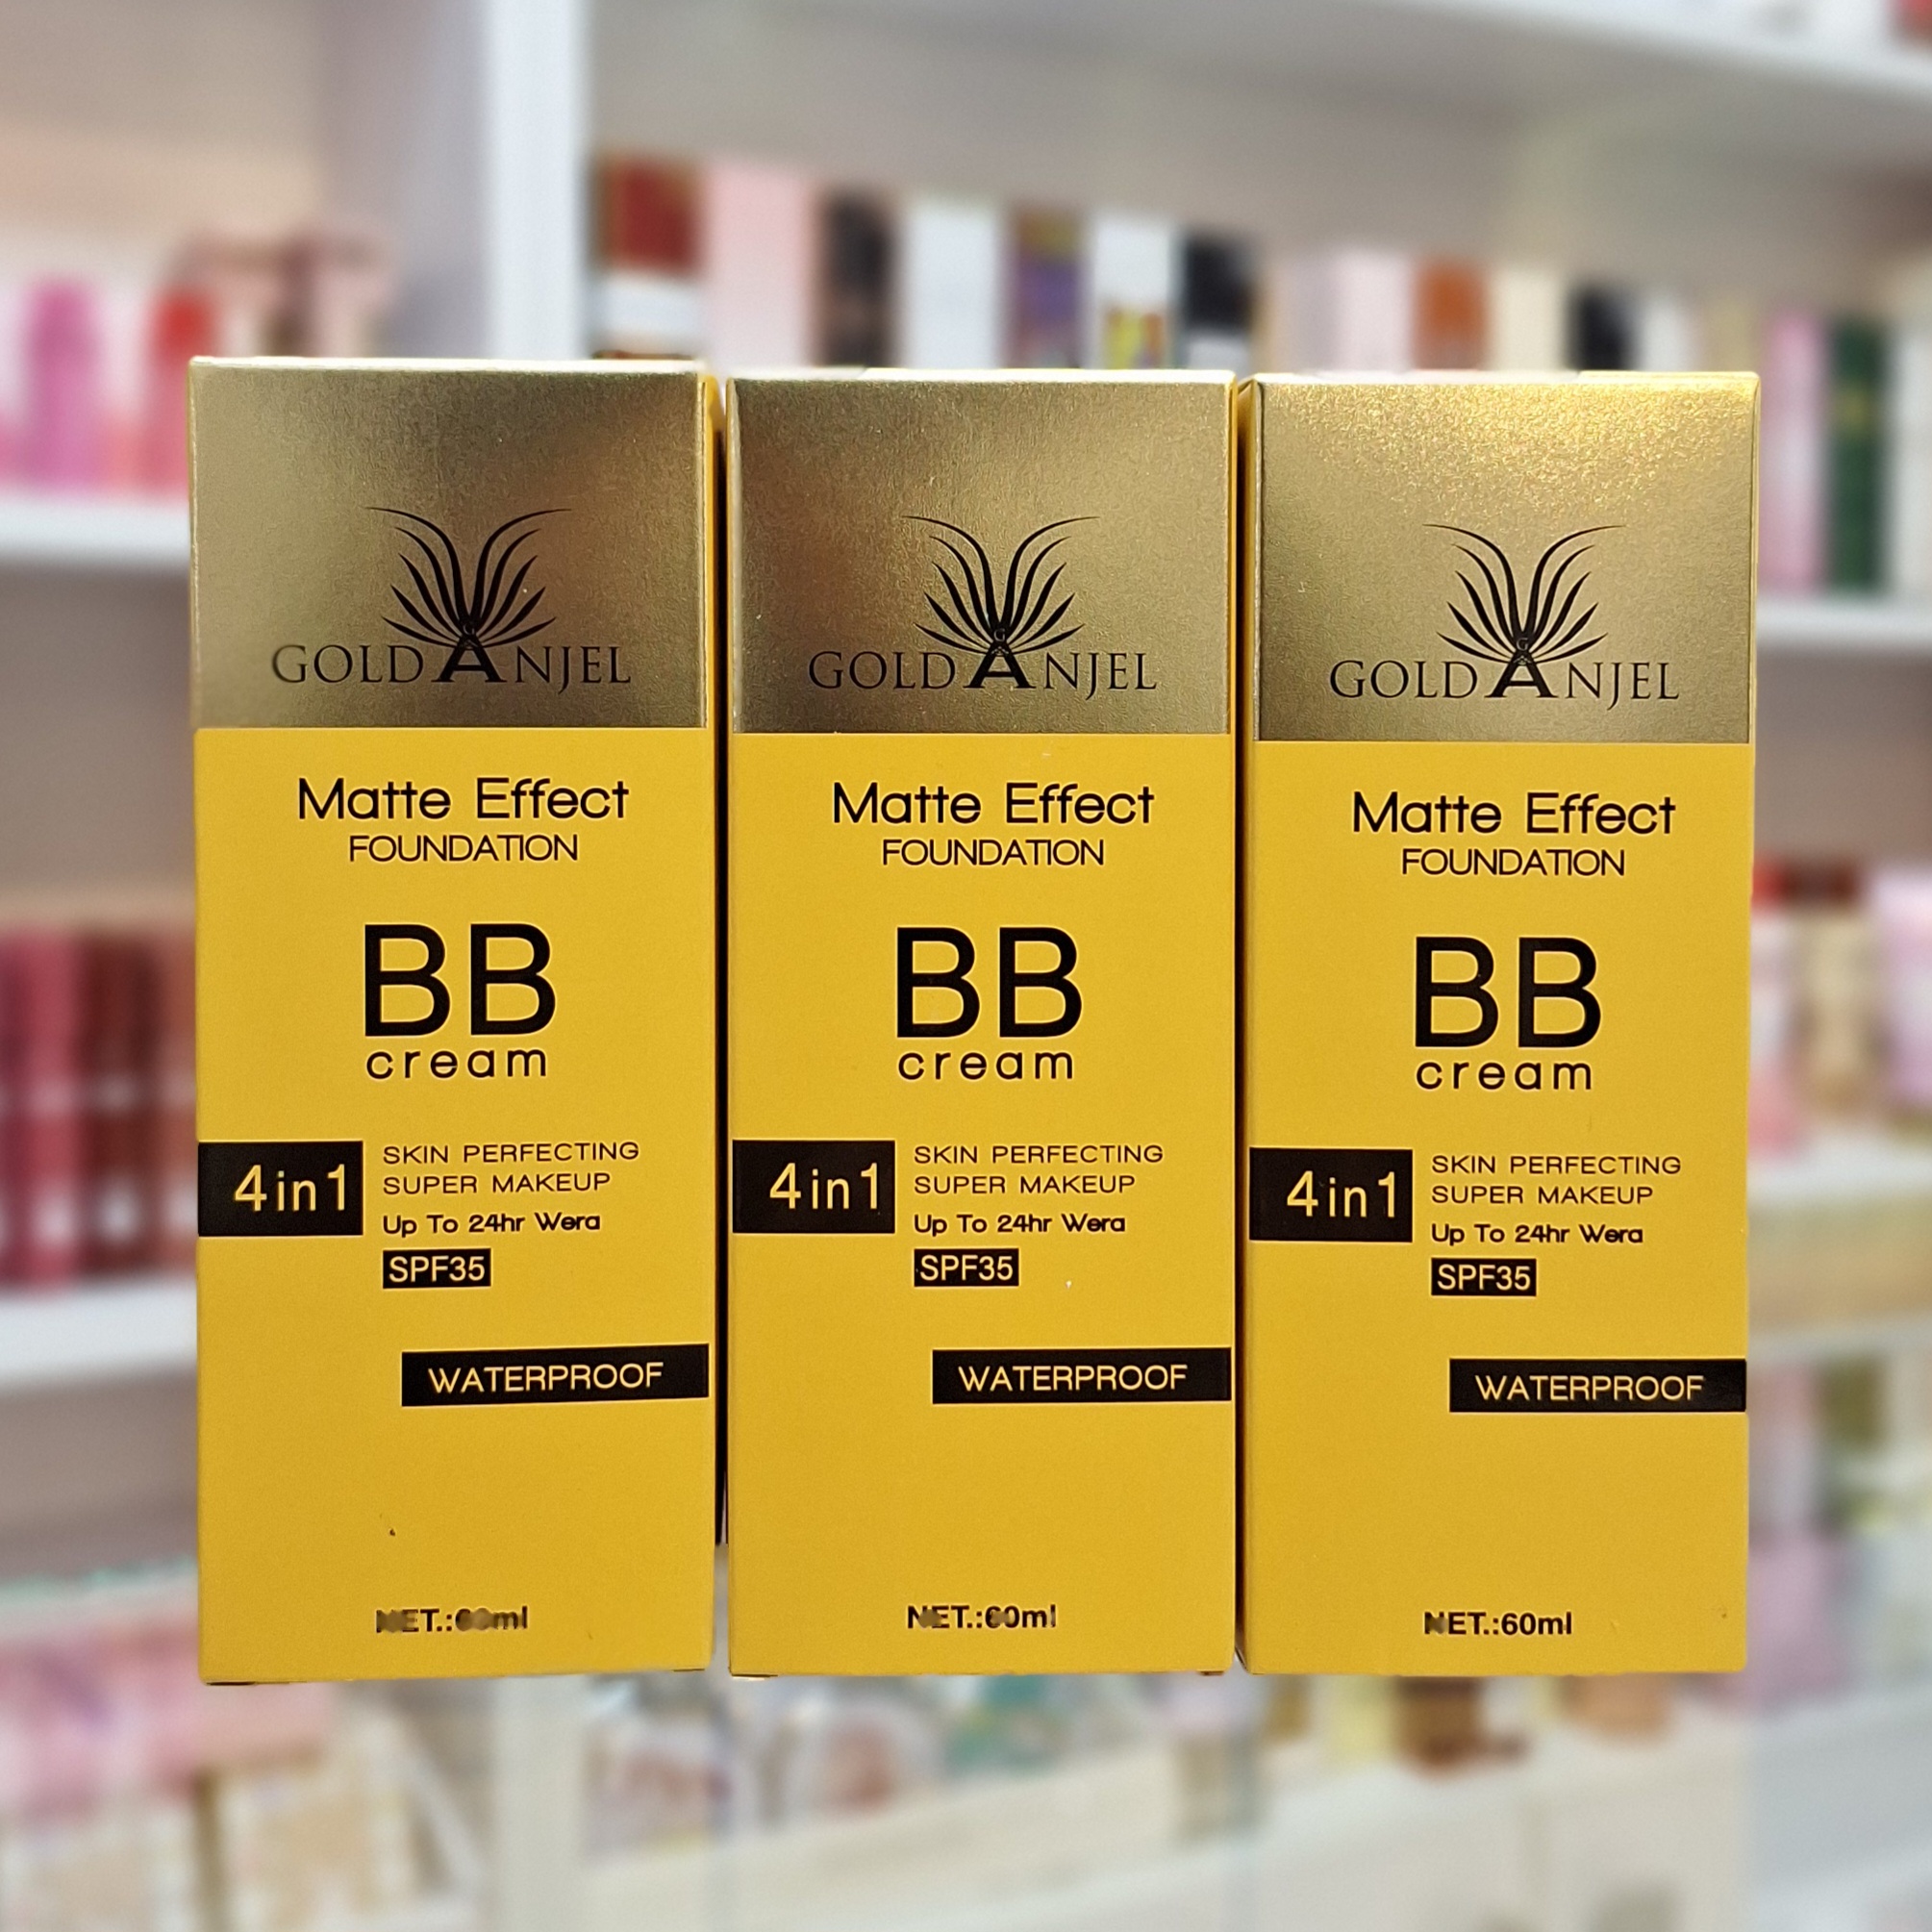 GOLD ANJEL
Matte Effect
FOUNDATION
BB
cream
4in1
SKIN PERFECTING
SUPER MAKEUP
Up To 24hr Wera
SPF35
WATERPROOF
NET.:60ml
GOLD ANJEL
Matte Effect
FOUNDATION
BB
cream
4in1
SKIN PERFECTING
SUPER MAKEUP
Up To 24hr Wera
SPF35
WATERPROOF
NET.:60ml
GOLD ANJEL
Matte Effect
FOUNDATION
BB
cream
4in1
SKIN PERFECTING
SUPER MAKEUP
Up To 24hr Wera
SPF35
WATERPROOF
NET.:60ml